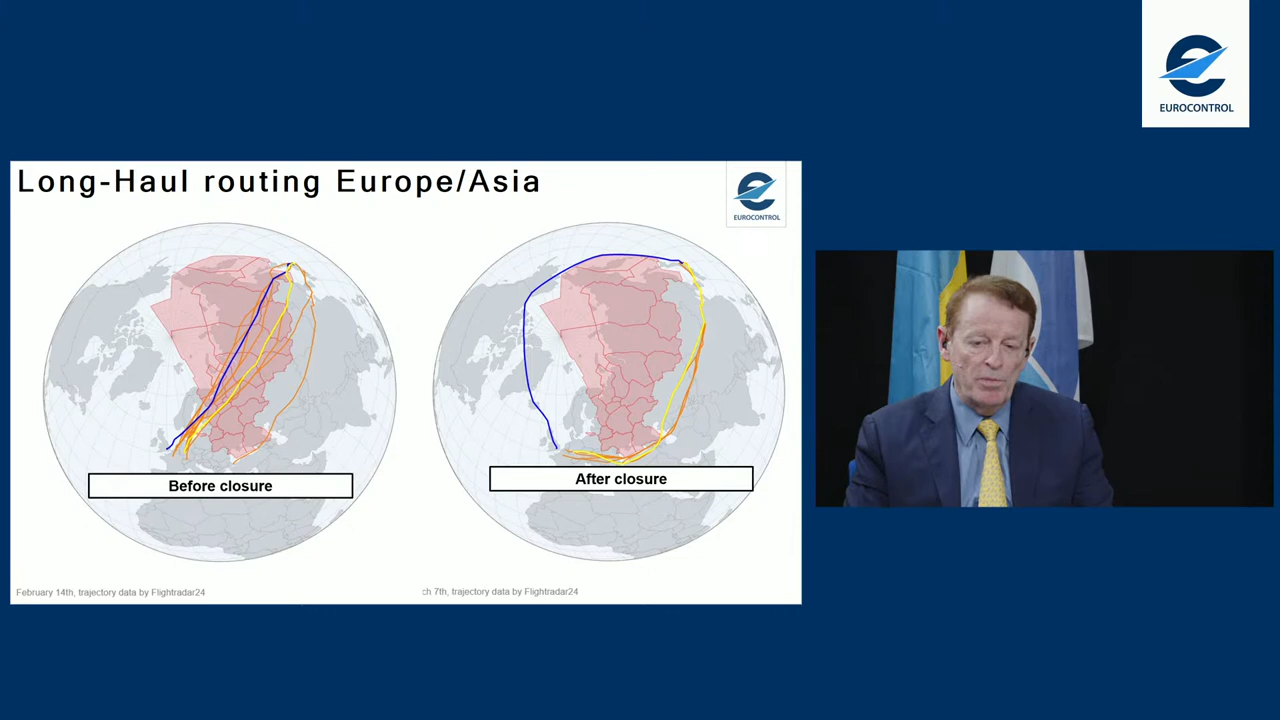 EUROCONTROL
Long-Haul routing Europe/Asia
EUROCONTROL
Before closure
After closure
February 14th, trajectory data by Flightradar24
ch 7th, trajectory data by Flightradar24